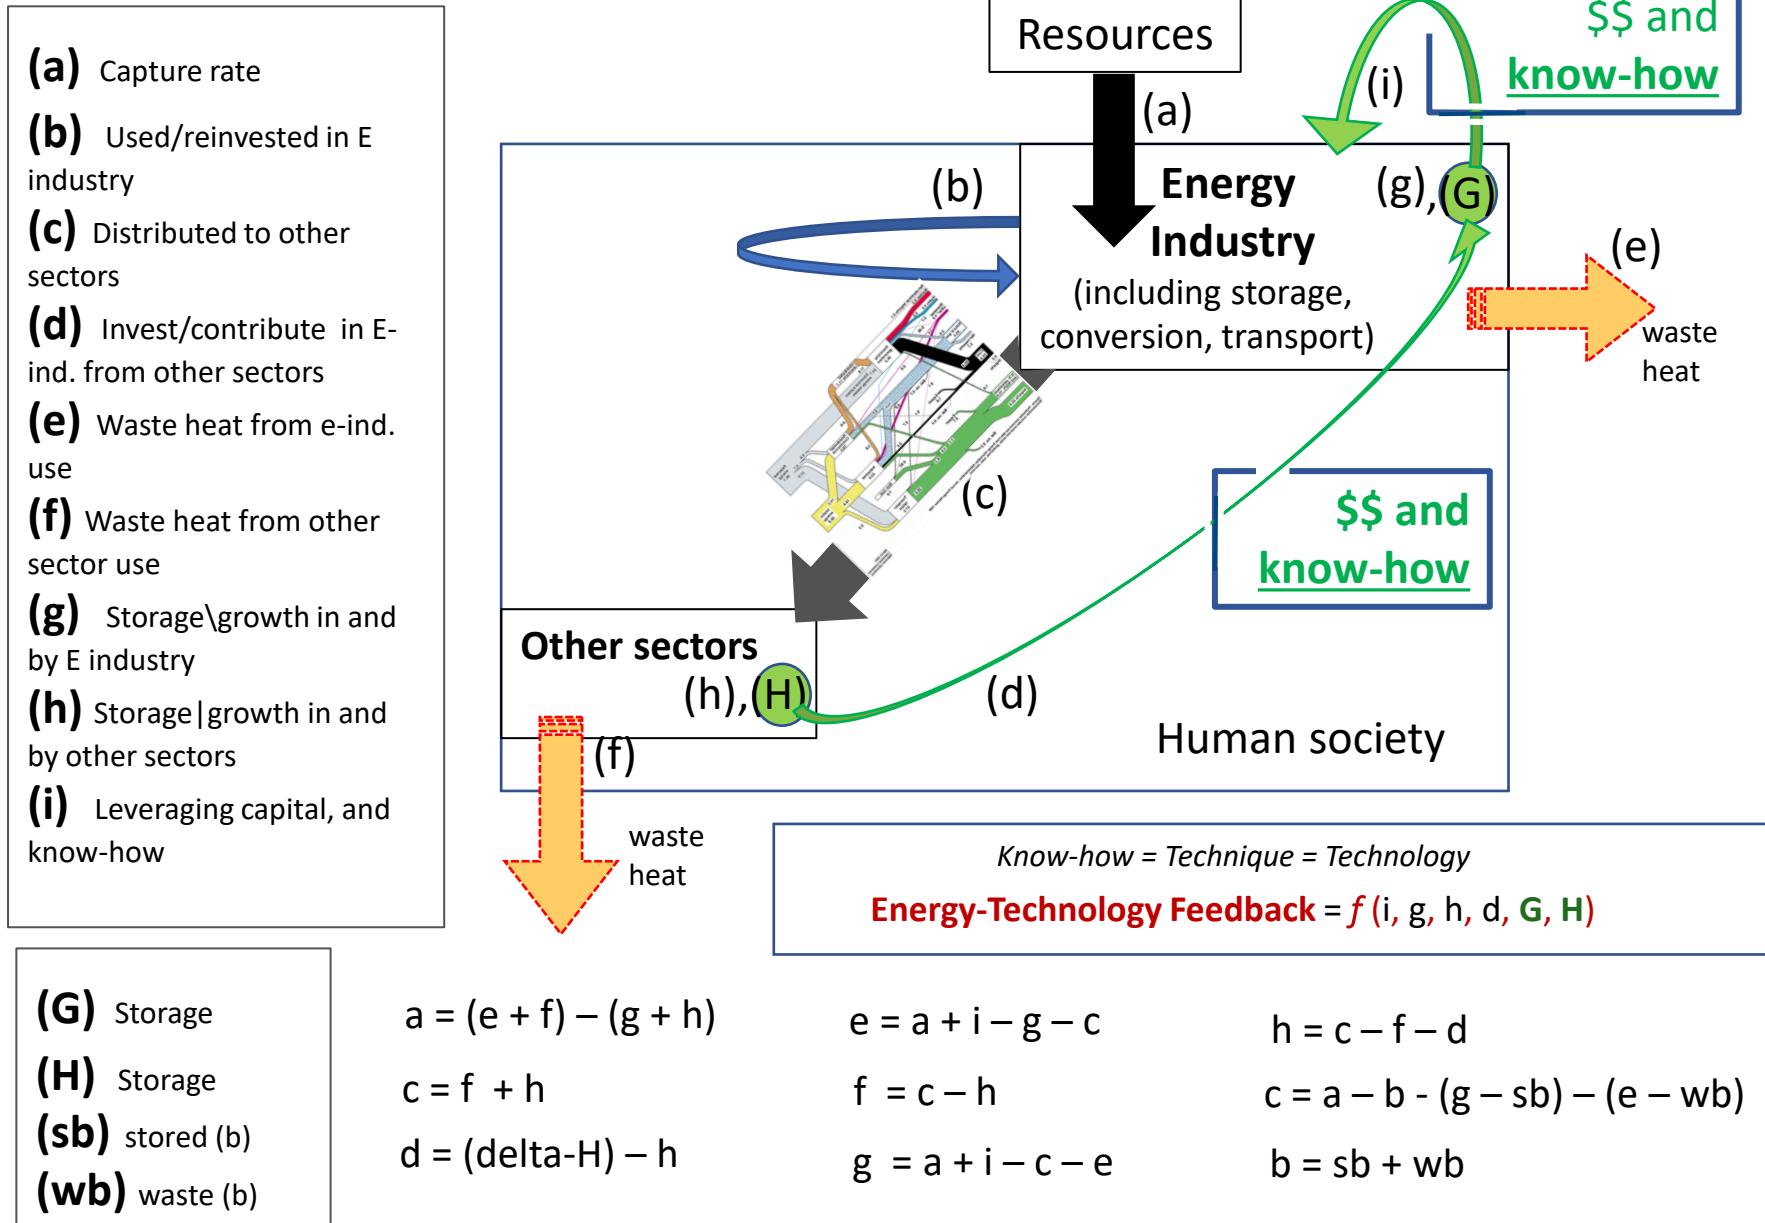 (a) Capture rate
(b) Used/reinvested in E
industry
(c) Distributed to other
sectors
(d) Invest/contribute in E-
ind. from other sectors
(e) Waste heat from e-ind.
use
(f) Waste heat from other
sector use
(g) Storage\growth in and
by E industry
(h) Storage|growth in and
by other sectors
(i) Leveraging capital, and
know-how
Resources
(a)
(i)
$$ and
know-how
(b)
Energy
Industry
(including storage,
conversion, transport)
(g),(G)
(e)
waste
heat
(c)
$$ and
know-how
Other sectors
(h),(H)
(d)
(f)
Human society
waste
heat
Know-how = Technique = Technology
Energy-Technology Feedback = f (i, g, h, d, G, H)
(G) Storage
(H) Storage
(sb) stored (b)
(wb) waste (b)
a = (e + f) – (g + h)
c = f + h
d = (delta-H) – h
e = a + i – g – c
f = c – h
g = a + i – c – e
h = c – f – d
c = a – b - (g – sb) – (e – wb)
b = sb + wb